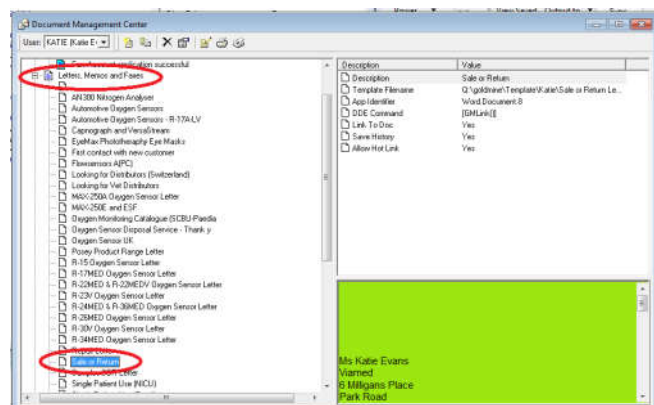 Document Management Center
User: KATIE (Katie E
application successful
Letters, Memos and Faxes
AN300 Nitrogen Analyser
Automotive Oxygen Sensors
Automotive Oxygen Sensors - R-17A-LV
Capnograph and VersaStream
EyeMax Phototheraphy Eye Masks
First contact with new customer
Flowsensors A(PC)
Looking for Distributors (Switzerland)
Looking for Vet Distributors
MAX-250A Oxygen Sensor Letter
MAX-250E and ESF
Oxygen Monitoring Catalogue (SCBU-Paedia
Oxygen Sensor Disposal Service - Thank y
Oxygen Sensor UK
Posey Product Range Letter
R-15 Oxygen Sensor Letter
R-17MED Oxygen Sensor Letter
R-22MED & R-22MEDV Oxygen Sensor Letter
R-23V Oxygen Sensor Letter
R-24MED & R-36MED Oxygen Sensor Letter
R-26MED Oxygen Sensor Letter
R-30V Oxygen Sensor Letter
R-34MED Oxygen Sensor Letter
Sale or Return
Single Patient Use (NICU)
Description Value
Description Sale or Return
Template Filename Q:\goldmine\Template\Katie\Sale or Return Le...
App Identifier Word.Document.8
DDE Command [GMLink()]
Link To Doc Yes
Save History Yes
Allow Hot Link Yes
Ms Katie Evans
Viamed
6 Milligans Place
Park Road